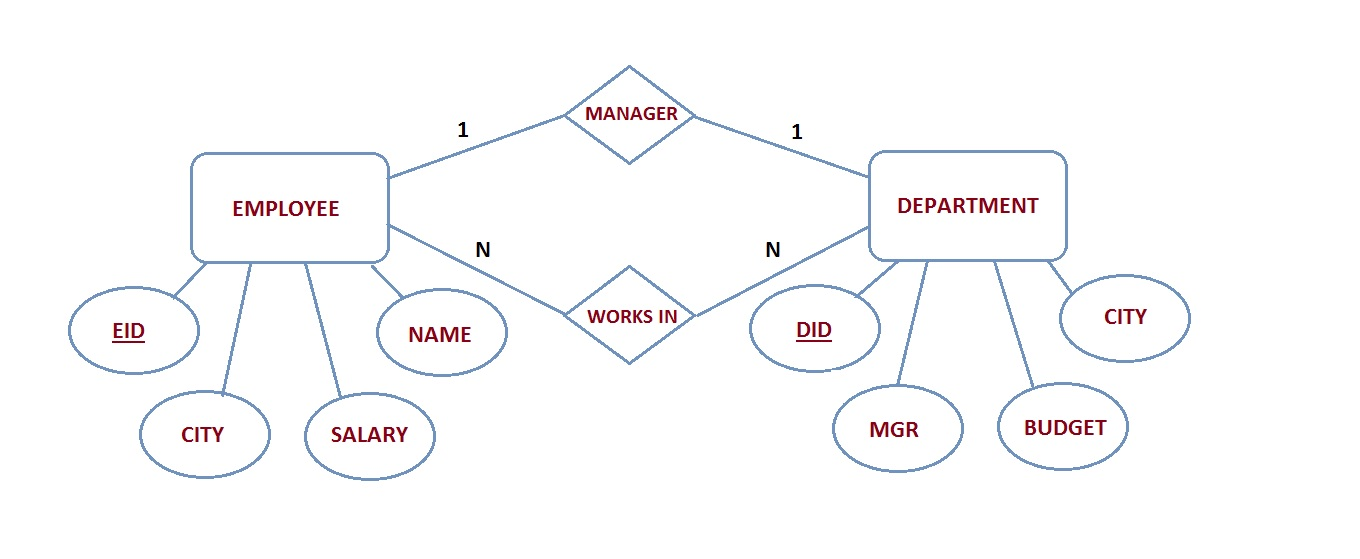 MANAGER
1
1
EMPLOYEE
DEPARTMENT
N
N
WORKS IN
EID
NAME
DID
CITY
CITY
SALARY
MGR
BUDGET